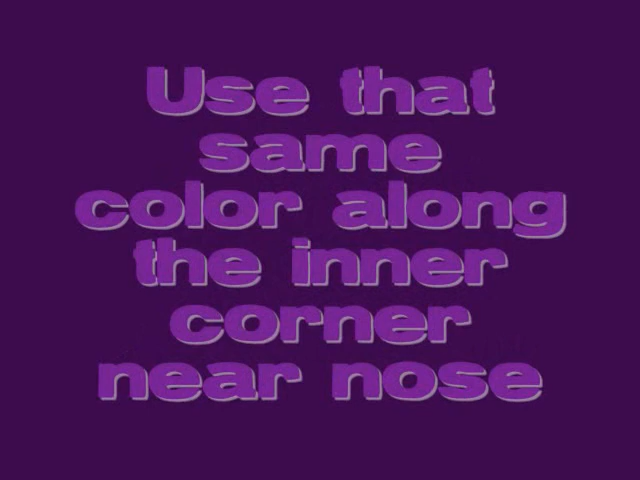 Use that
same
color along
the inner
corner
near nose